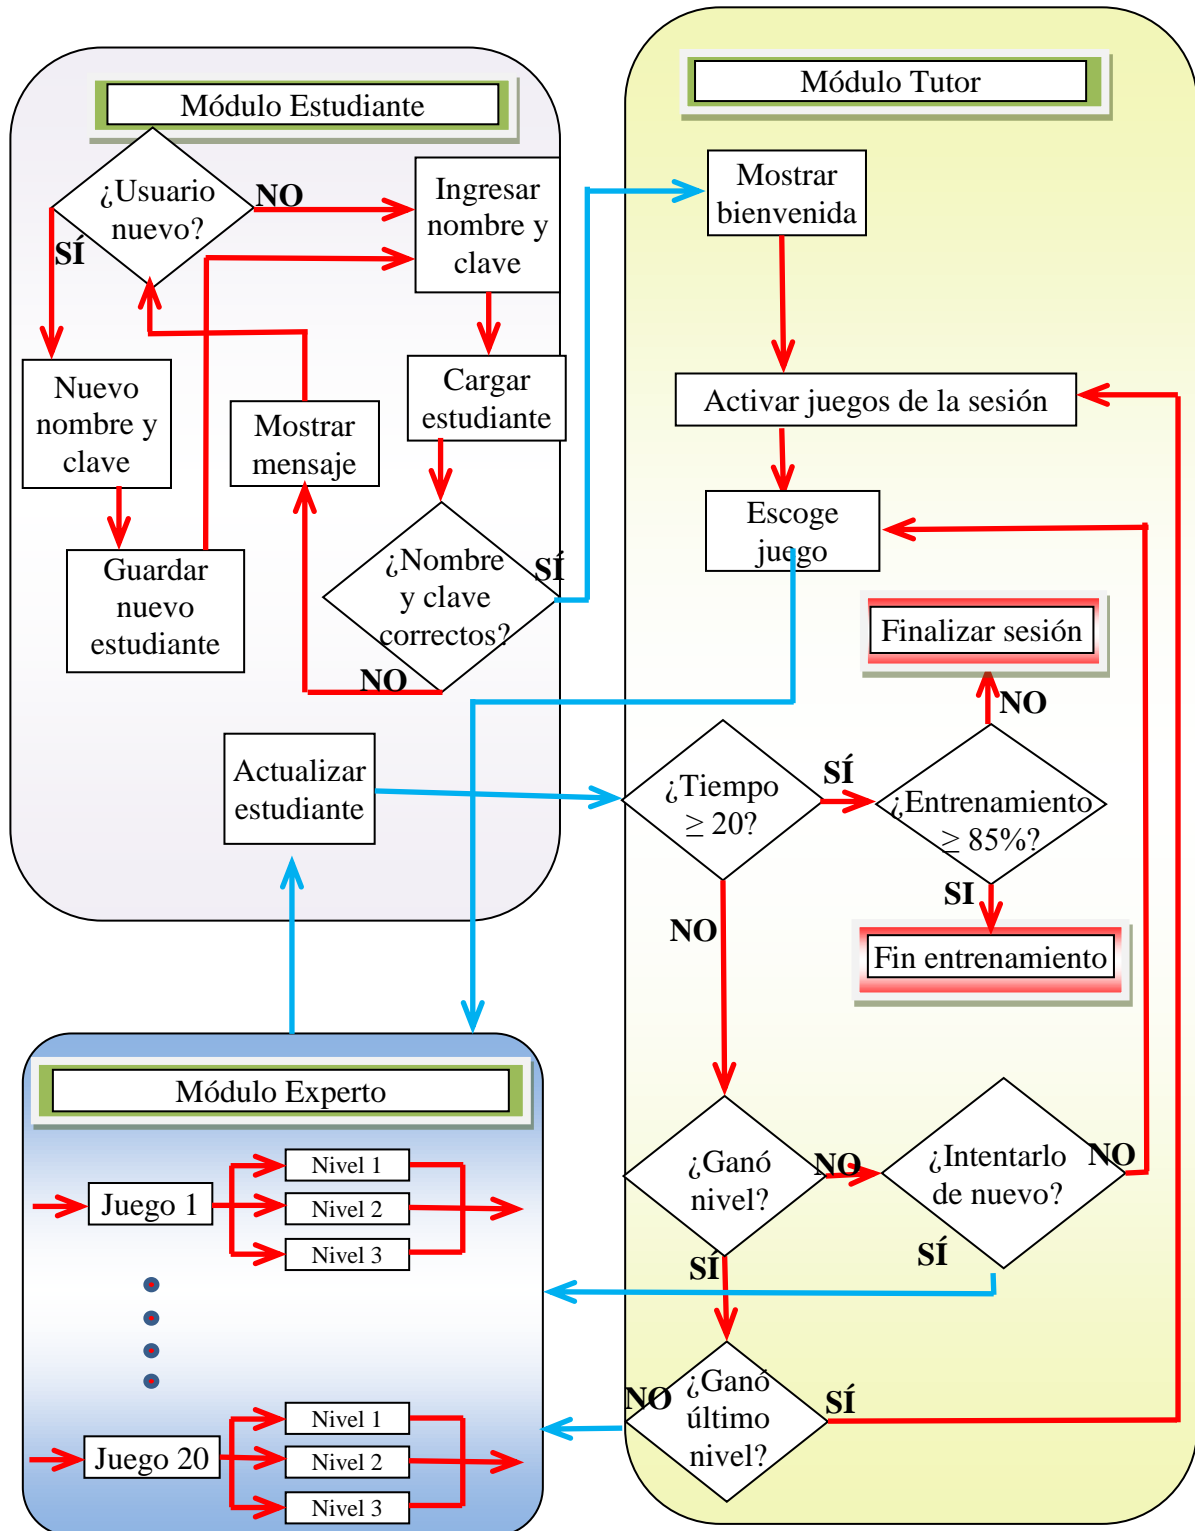 Módulo Estudiante
¿Usuario
nuevo?
NO
SÍ
Ingresar
nombre y
clave
Nuevo
nombre y
clave
Mostrar
mensaje
Cargar
estudiante
Guardar
nuevo
estudiante
¿Nombre
y clave
correctos?
SÍ
NO
Actualizar
estudiante
Módulo Tutor
Mostrar
bienvenida
Activar juegos de la sesión
Escoge
juego
Finalizar sesión
NO
¿Tiempo
≥ 20?
SÍ
¿Entrenamiento
≥ 85%?
SI
NO
Fin entrenamiento
¿Ganó
nivel?
NO
¿Intentarlo
de nuevo?
NO
SÍ
SÍ
¿Ganó
último
nivel?
NO
SÍ
Módulo Experto
Juego 1
Nivel 1
Nivel 2
Nivel 3
Juego 20
Nivel 1
Nivel 2
Nivel 3